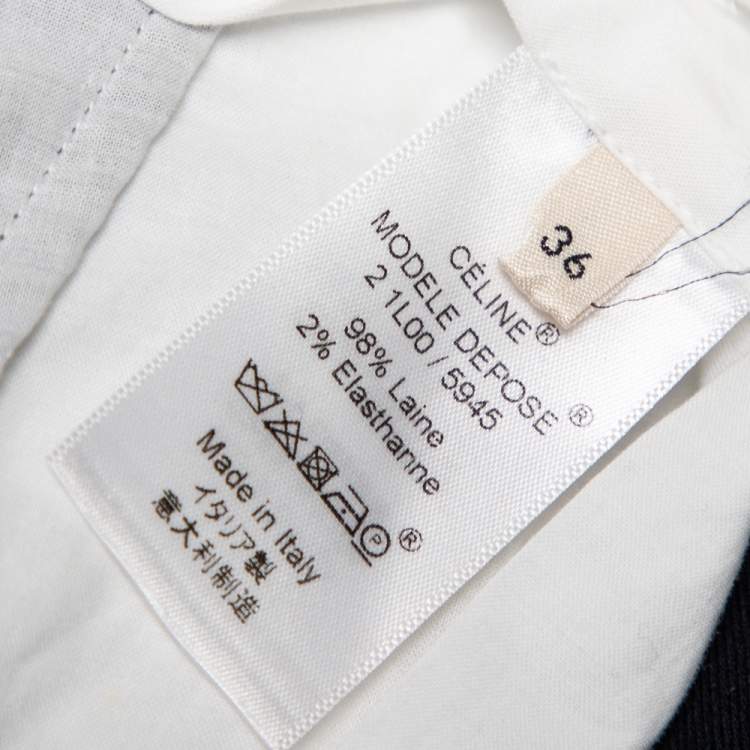 36
CÉLINE®
MODELE DEPOSE ®
2 1L00 / 5945
98% Laine
2% Elasthanne
P ®
Made in Italy
イタリア製
意大利制造